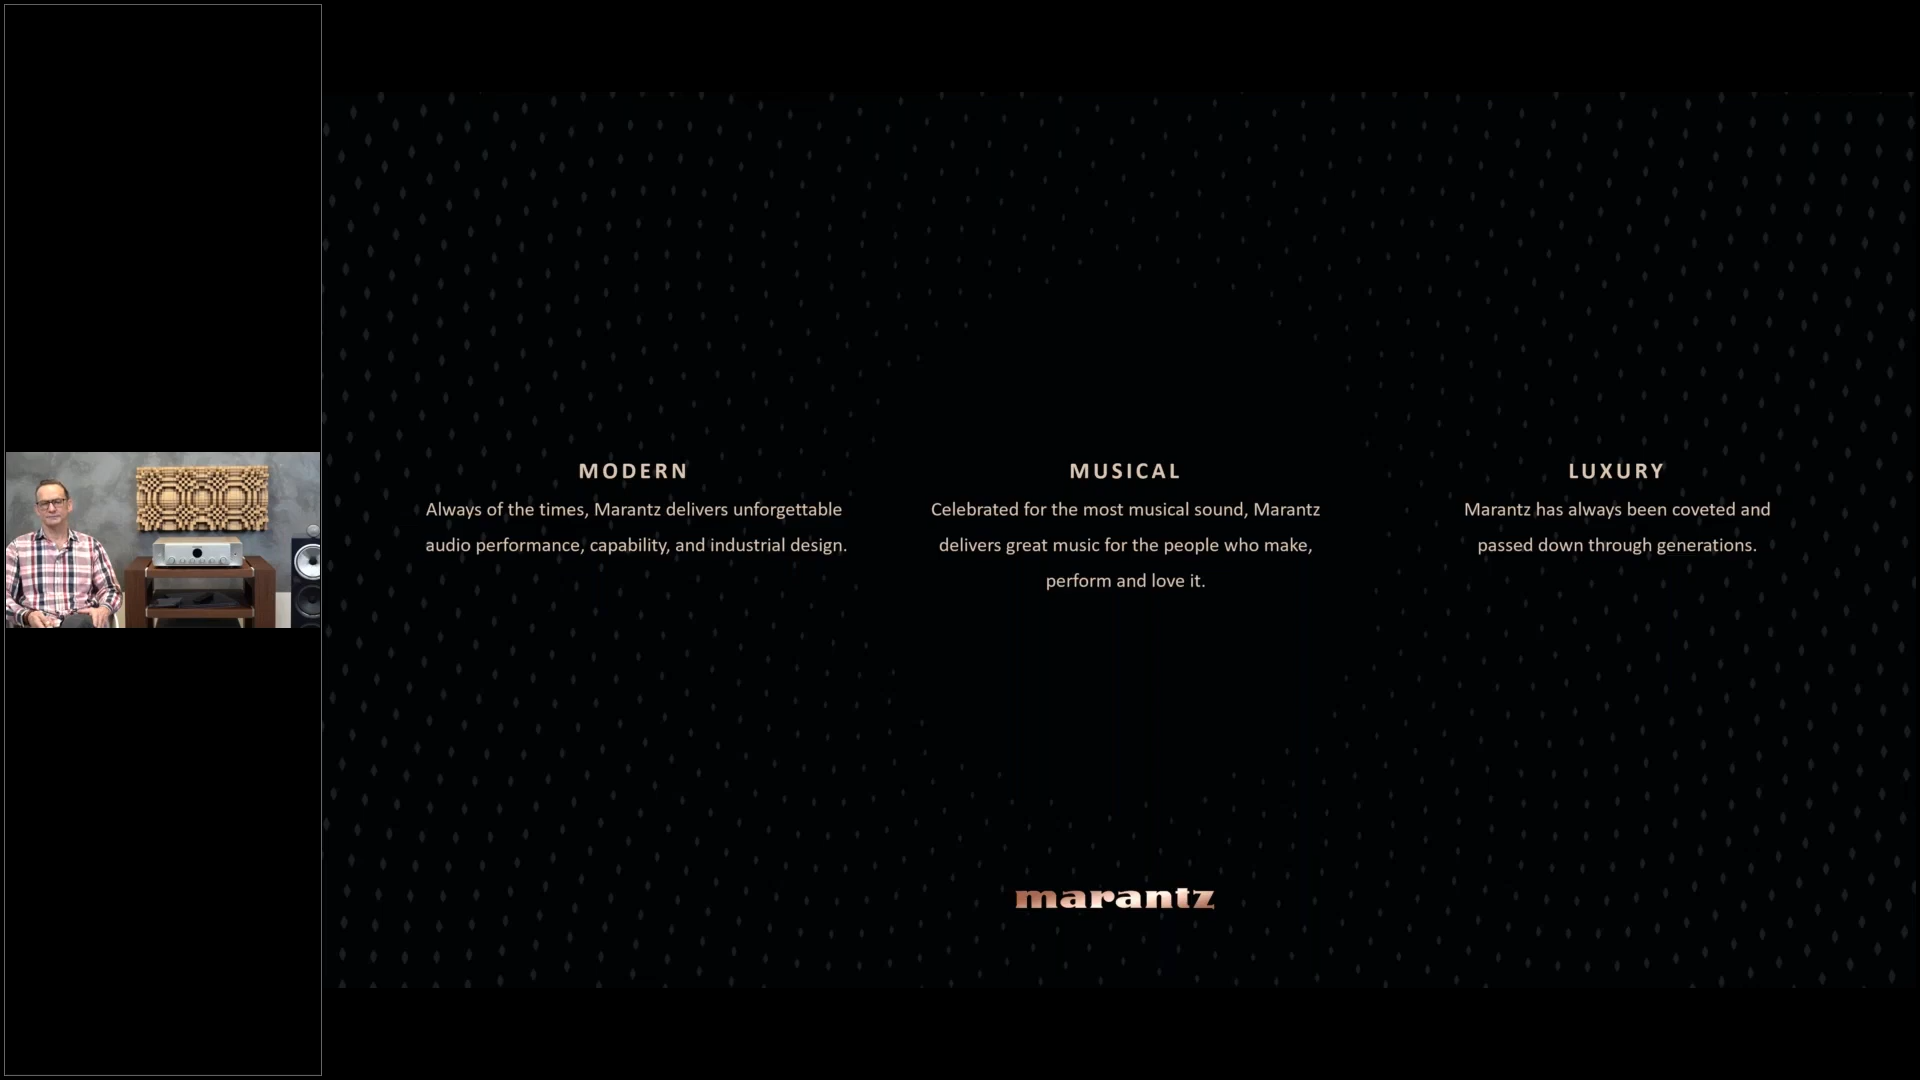 MODERN
Always of the times, Marantz delivers unforgettable
audio performance, capability, and industrial design.
MUSICAL
Celebrated for the most musical sound, Marantz
delivers great music for the people who make,
perform and love it.
LUXURY
Marantz has always been coveted and
passed down through generations.
marantz